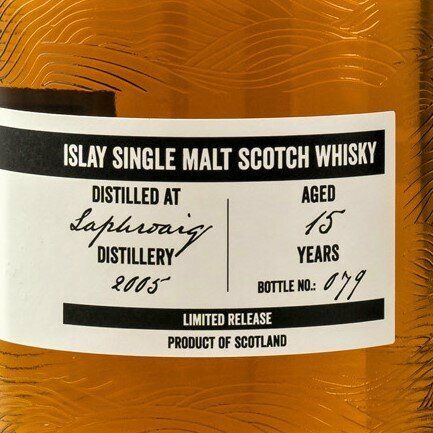 ISLAY SINGLE MALT SCOTCH WHISKY
DISTILLED AT
Laphroaig
DISTILLERY
2005
AGED
15
YEARS
BOTTLE NO.: 079
LIMITED RELEASE
PRODUCT OF SCOTLAND